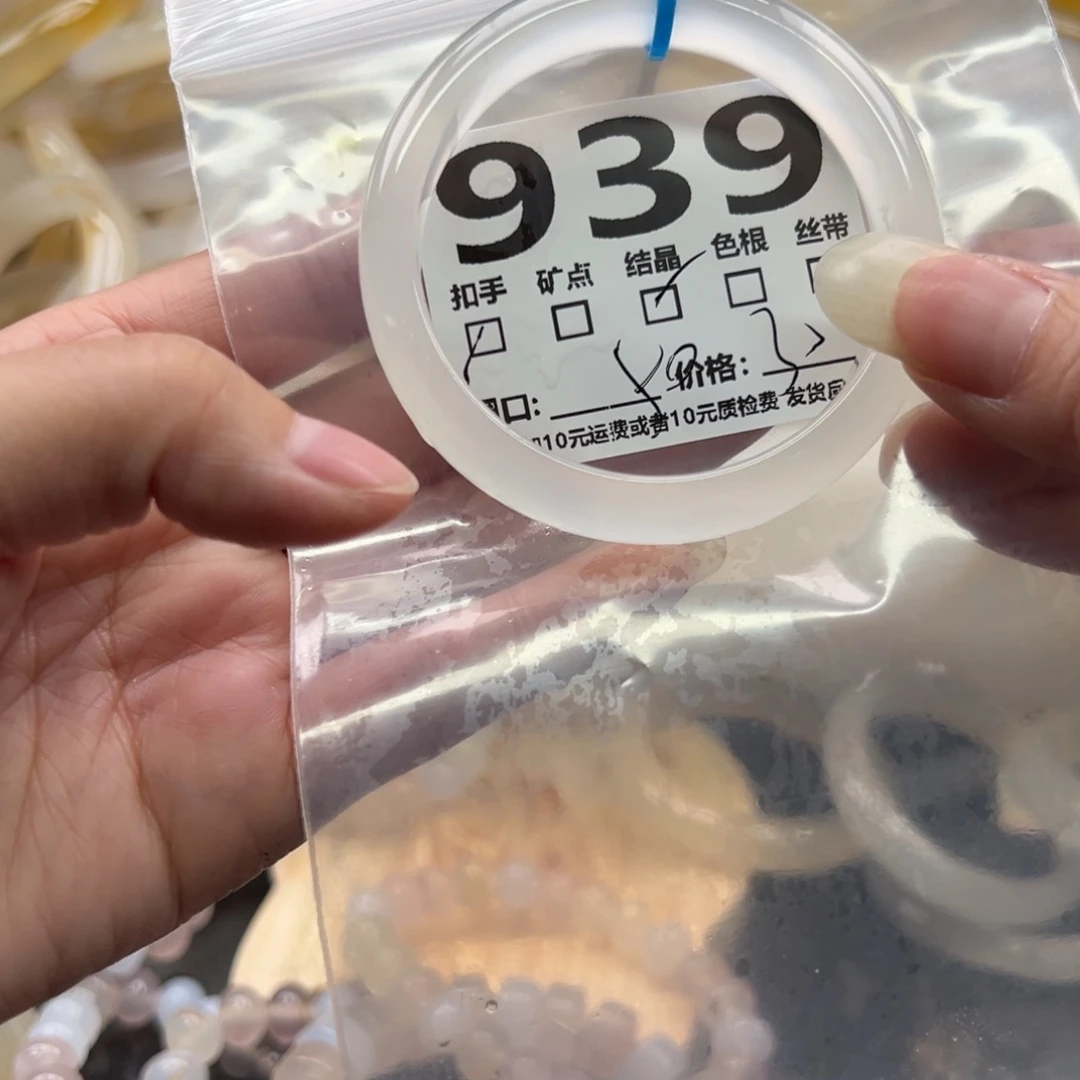 939
扣手 矿点 结晶 色根 丝带
口: 价格:
10元运费或者10元质检费 发货